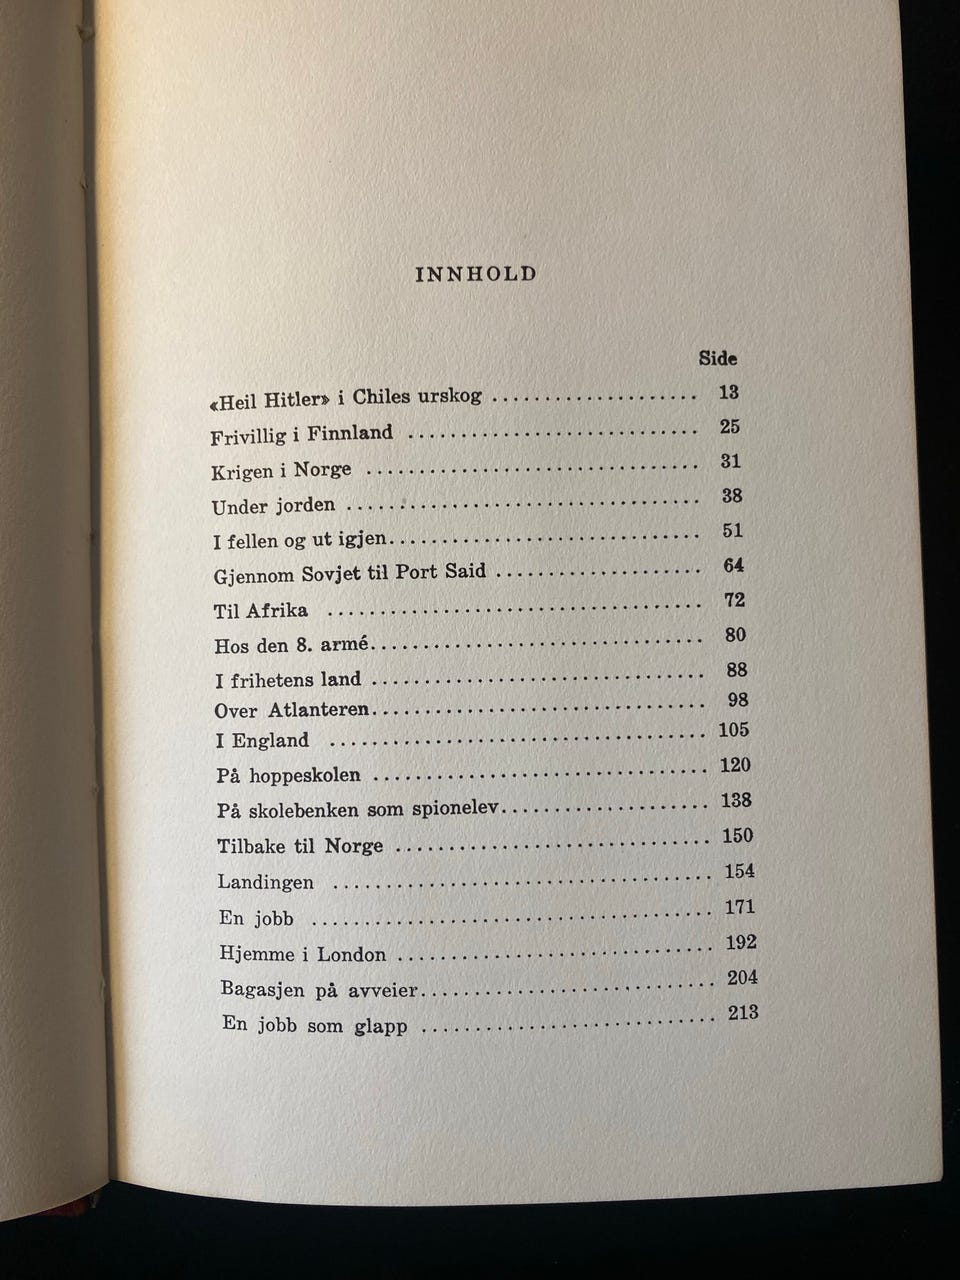 INNHOLD
Side
«Heil Hitler» i Chiles urskog .................... 13
Frivillig i Finnland ............................ 25
Krigen i Norge ................................ 31
Under jorden .................................. 38
I fellen og ut igjen.............................. 51
Gjennom Sovjet til Port Said .................... 64
Til Afrika .................................... 72
Hos den 8. armé................................ 80
I frihetens land ................................ 88
Over Atlanteren................................ 98
I England .................................... 105
På hoppeskolen ................................ 120
På skolebenken som spionelev.................... 138
Tilbake til Norge .............................. 150
Landingen .................................... 154
En jobb ...................................... 171
Hjemme i London .............................. 192
Bagasjen på avveier............................ 204
En jobb som glapp ............................ 213